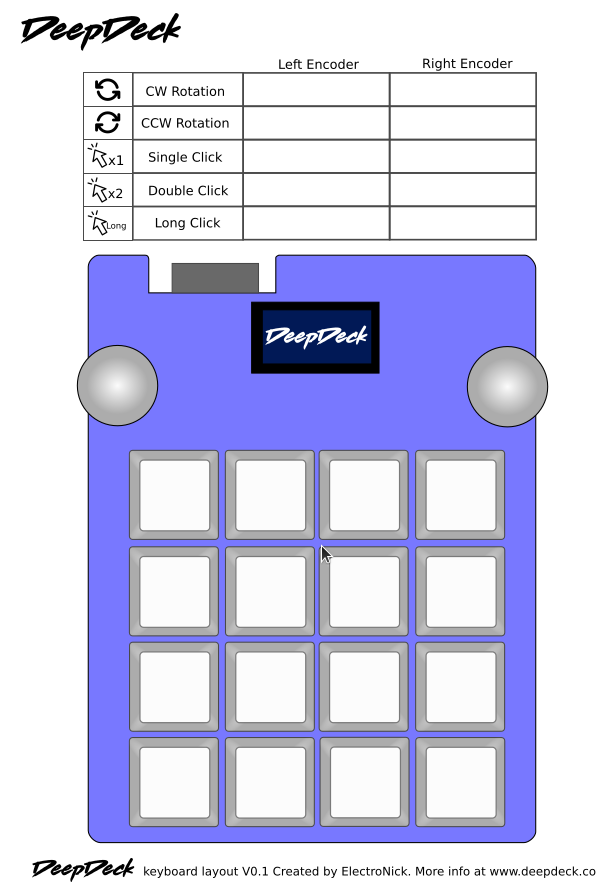 DeepDeck
Left Encoder Right Encoder
CW Rotation
CCW Rotation
x1 Single Click
x2 Double Click
Long Long Click
DeepDeck
DeepDeck keyboard layout V0.1 Created by ElectroNick. More info at www.deepdeck.co